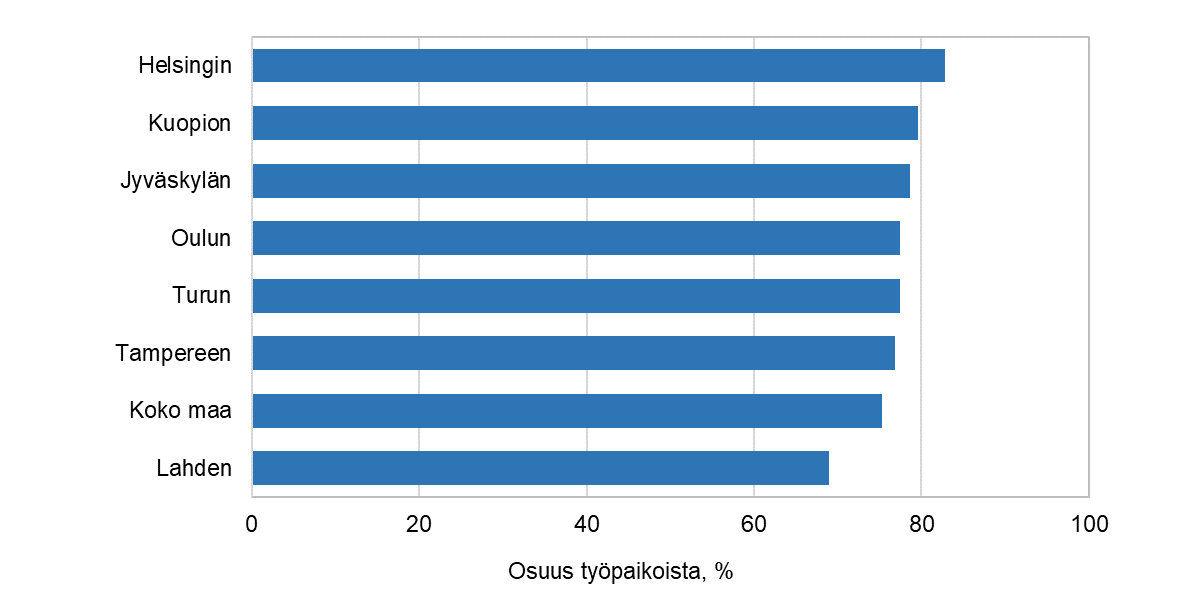 Helsingin
Kuopion
Jyväskylän
Oulun
Turun
Tampereen
Koko maa
Lahden
0 20 40 60 80 100
Osuus työpaikoista, %